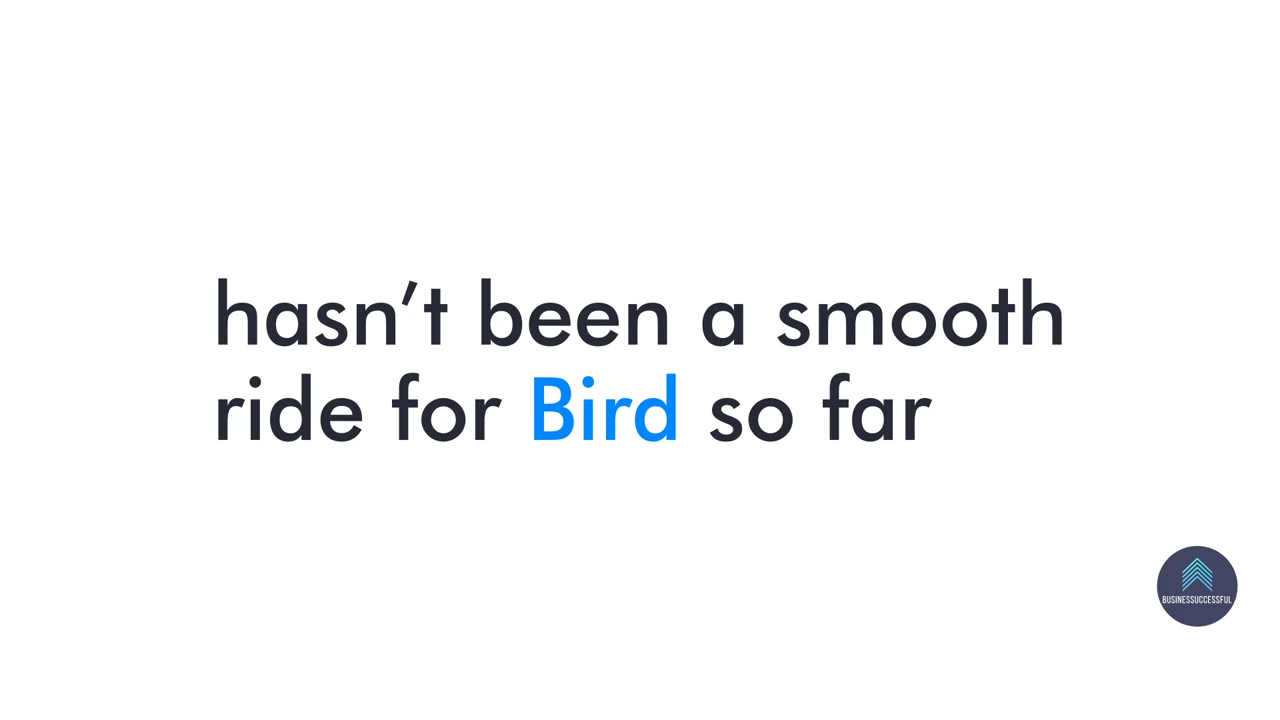 hasn’t been a smooth
ride for Bird so far
BUSINESSUCCESSFUL